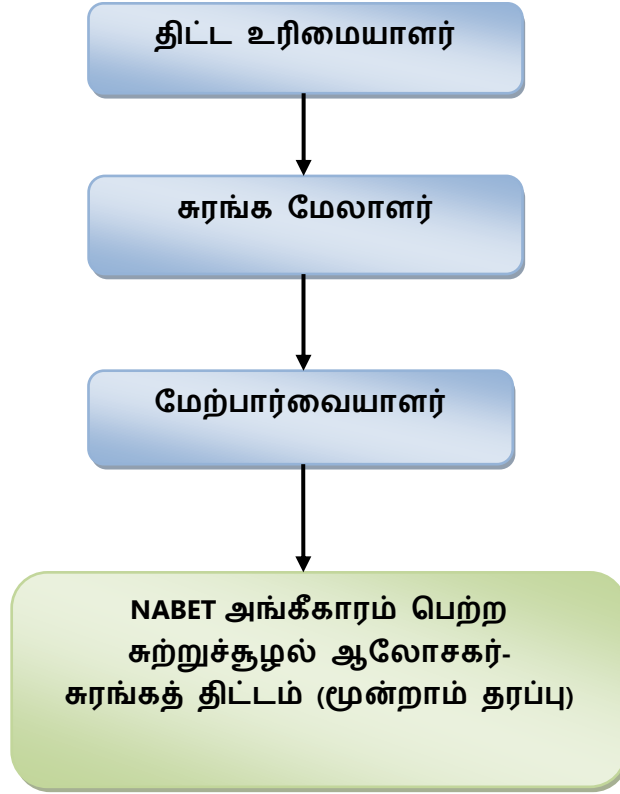 திட்ட உரிமையாளர்
சுரங்க மேலாளர்
மேற்பார்வையாளர்
NABET அங்கீகாரம் பெற்ற
சுற்றுச்சூழல் ஆலோசகர்-
சுரங்கத் திட்டம் (மூன்றாம் தரப்பு)